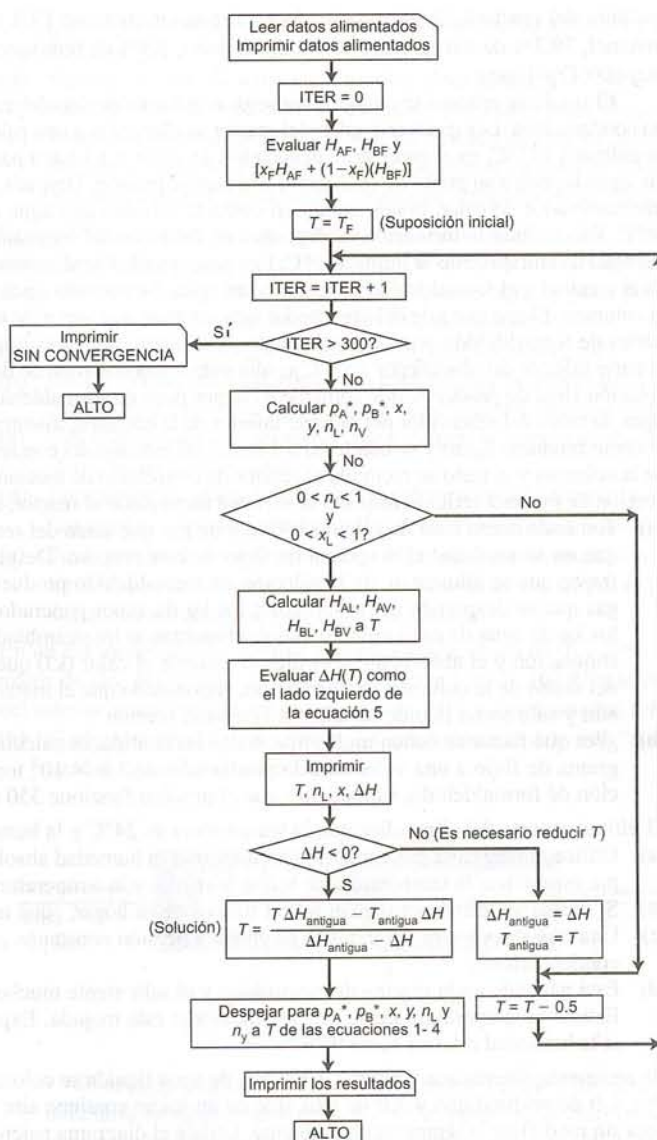 Leer datos alimentados
Imprimir datos alimentados
ITER = 0
Evaluar H_AF, H_BF y
[x_F H_AF + (1−x_F)(H_BF)]
T = T_F (Suposición inicial)
ITER = ITER + 1
Imprimir
SIN CONVERGENCIA
Sí
ITER > 300?
ALTO
No
Calcular p_A*, p_B*, x,
y, n_L, n_V
No
0 < n_L < 1
y
0 < x_L < 1?
No
Calcular H_AL, H_AV,
H_BL, H_BV a T
Evaluar ΔH(T) como
el lado izquierdo de
la ecuación 5
Imprimir
T, n_L, x, ΔH
ΔH < 0?
No (Es necesario reducir T)
S
(Solución) T = (T ΔH_antigua − T_antigua ΔH) / (ΔH_antigua − ΔH)
ΔH_antigua = ΔH
T_antigua = T
T = T − 0.5
Despejar para p_A*, p_B*, x, y, n_L y
n_y a T de las ecuaciones 1- 4
Imprimir los resultados
ALTO